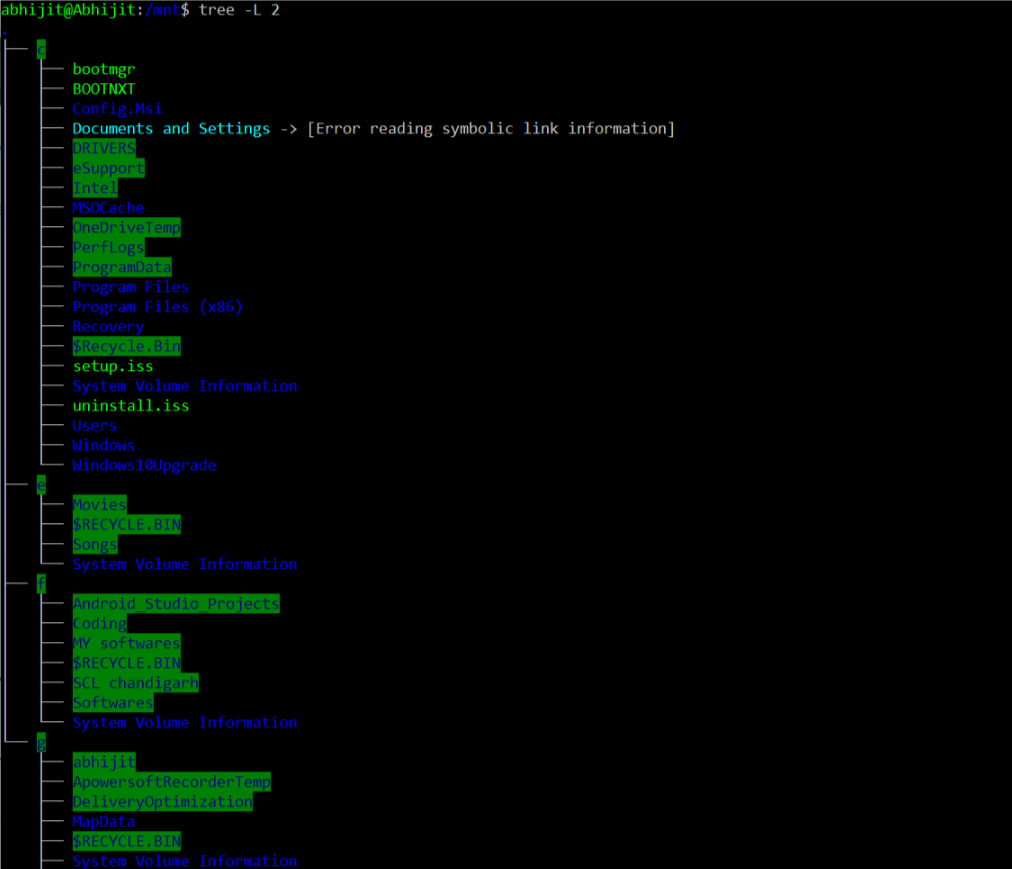 abhijit@Abhijit:/mnt$ tree -L 2
.
├── c
│   ├── bootmgr
│   ├── BOOTNXT
│   ├── Config.Msi
│   ├── Documents and Settings -> [Error reading symbolic link information]
│   ├── DRIVERS
│   ├── eSupport
│   ├── Intel
│   ├── MSOCache
│   ├── OneDriveTemp
│   ├── PerfLogs
│   ├── ProgramData
│   ├── Program Files
│   ├── Program Files (x86)
│   ├── Recovery
│   ├── $Recycle.Bin
│   ├── setup.iss
│   ├── System Volume Information
│   ├── uninstall.iss
│   ├── Users
│   ├── Windows
│   └── Windows10Upgrade
├── e
│   ├── Movies
│   ├── $RECYCLE.BIN
│   ├── Songs
│   └── System Volume Information
├── f
│   ├── Android_Studio_Projects
│   ├── Coding
│   ├── MY softwares
│   ├── $RECYCLE.BIN
│   ├── SCL chandigarh
│   ├── Softwares
│   └── System Volume Information
└── g
    ├── abhijit
    ├── ApowersoftRecorderTemp
    ├── DeliveryOptimization
    ├── MapData
    ├── $RECYCLE.BIN
    ├── System Volume Information